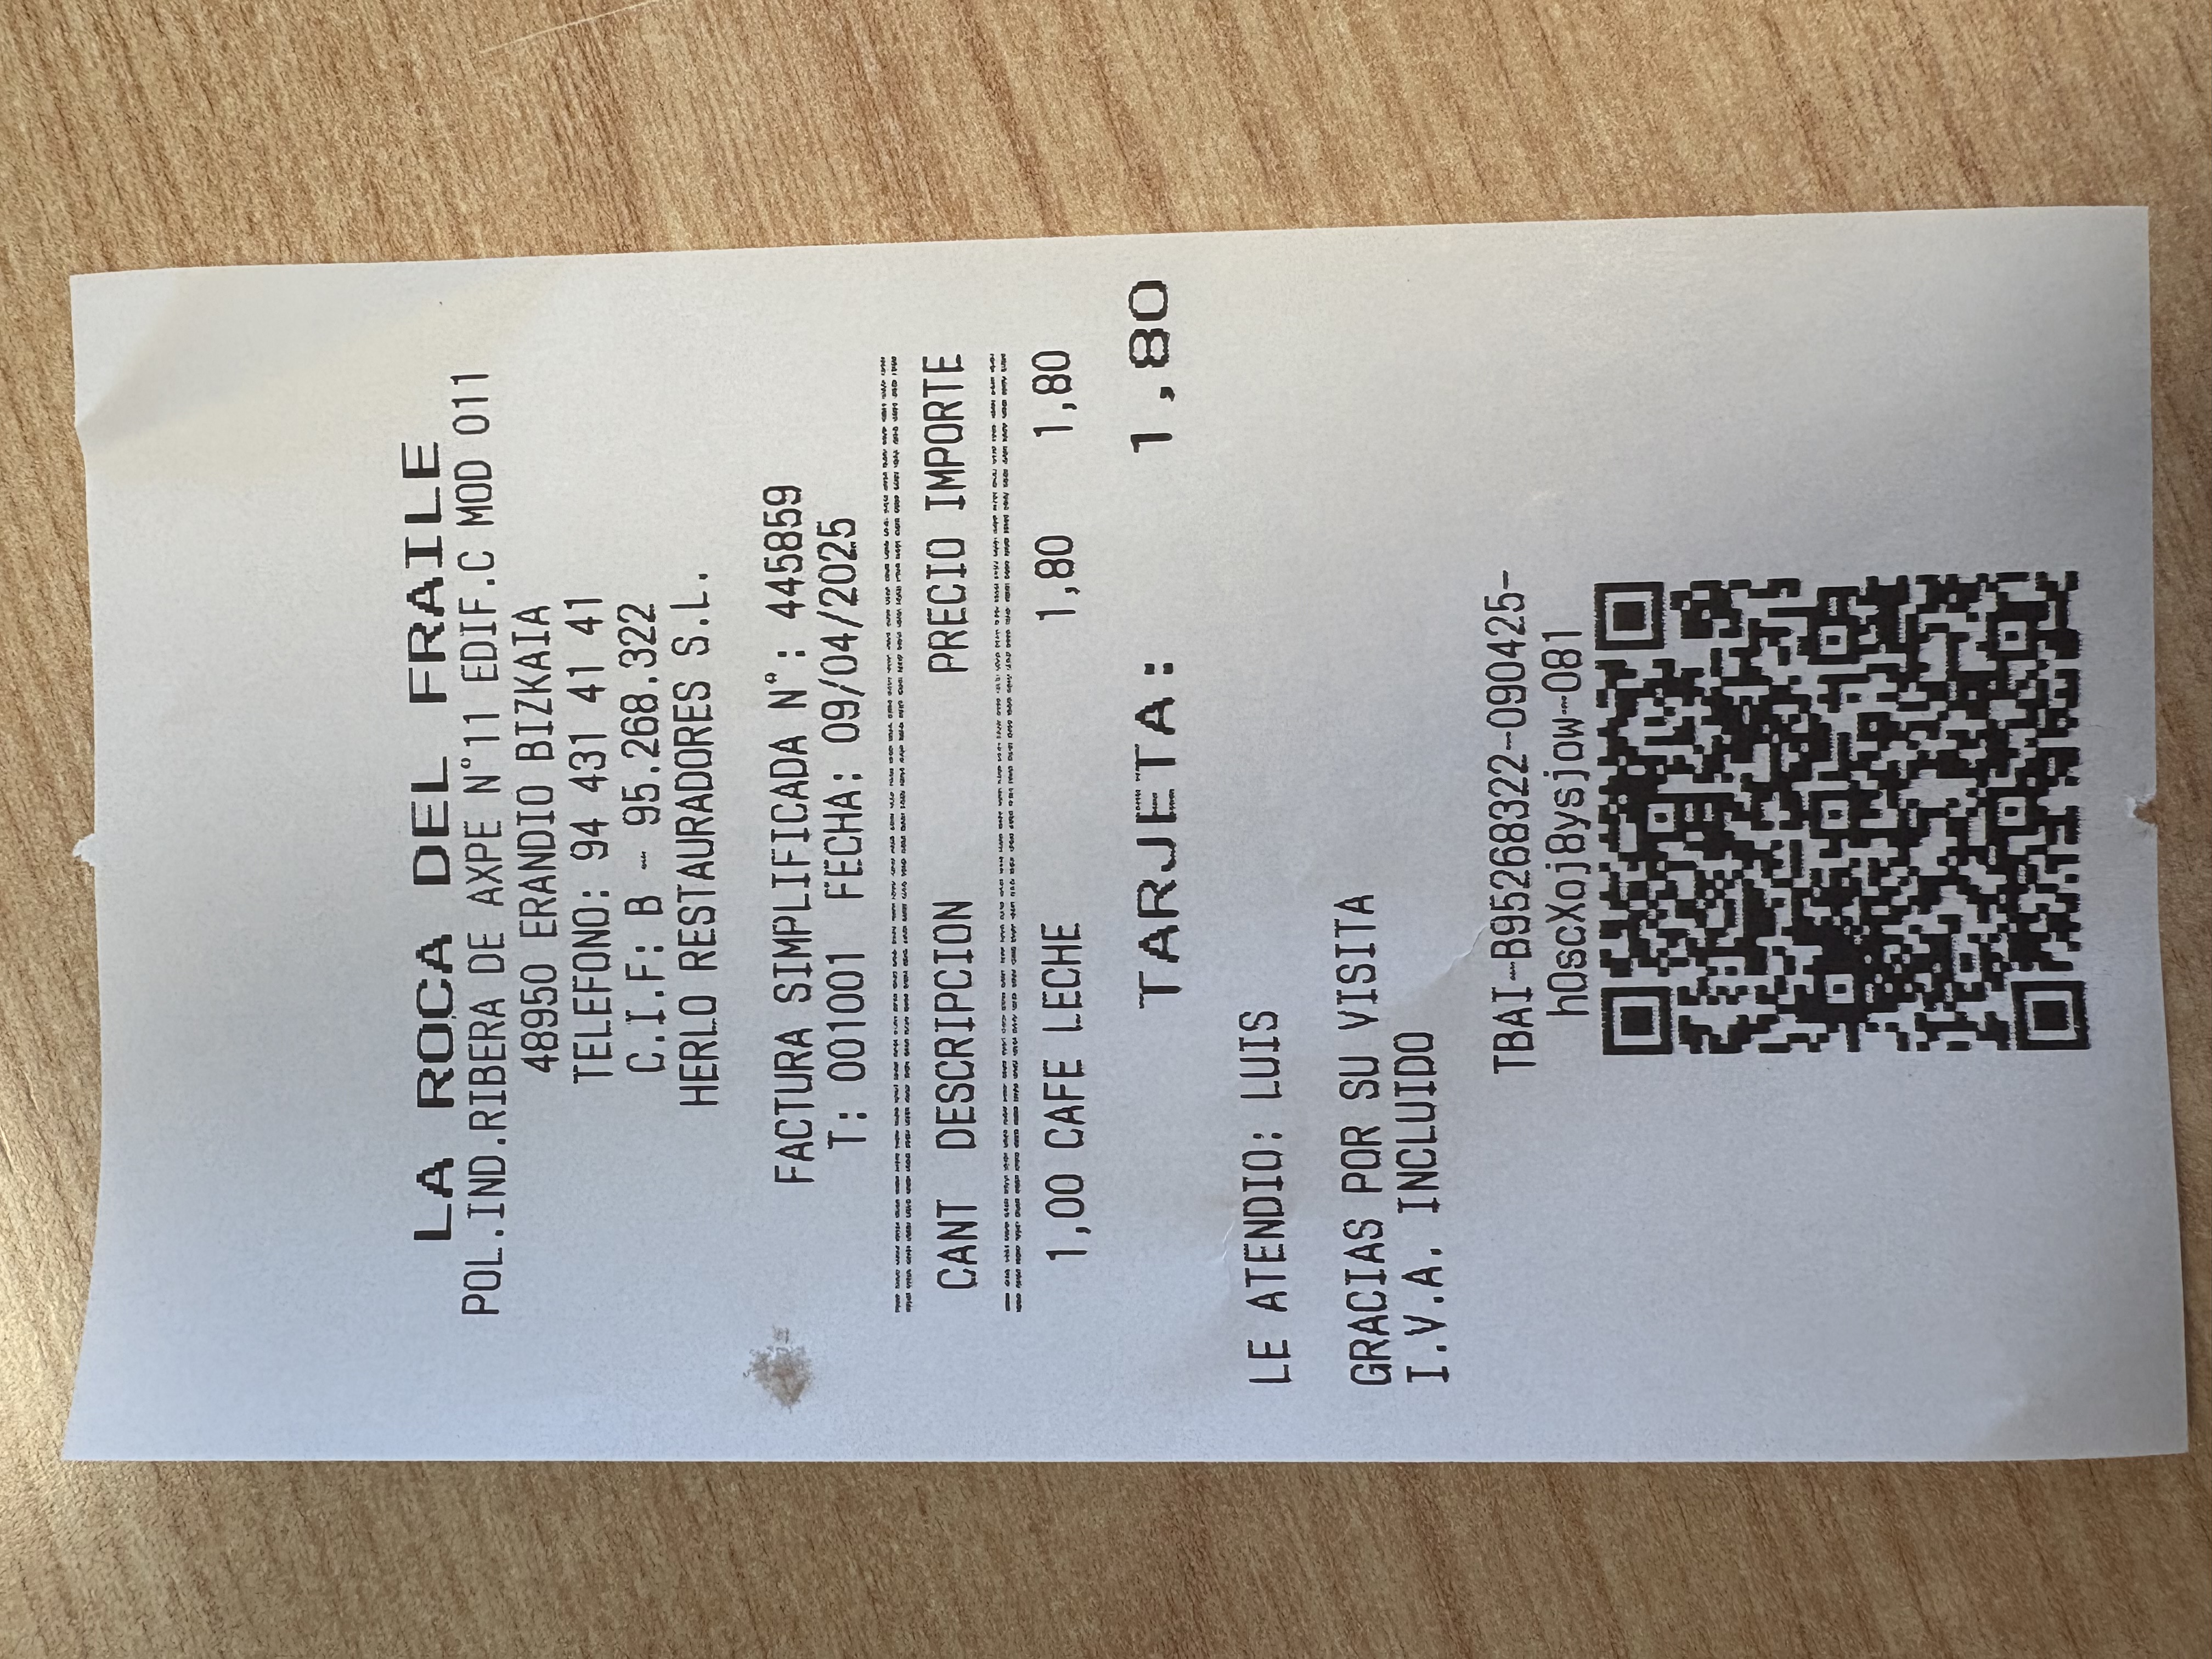 LA ROCA DEL FRAILE
POL.IND.RIBERA DE AXPE N°11 EDIF.C MOD 011
48950 ERANDIO BIZKAIA
TELEFONO: 94 431 41 41
C.I.F: B - 95.268.322
HERLO RESTAURADORES S.L.
FACTURA SIMPLIFICADA N°: 445859
T: 001001 FECHA: 09/04/2025
CANT DESCRIPCION PRECIO IMPORTE
1,00 CAFE LECHE 1,80 1,80
TARJETA: 1,80
LE ATENDIO: LUIS
GRACIAS POR SU VISITA
I.V.A. INCLUIDO
TBAI-B95268322-090425-
h0scXoj8ysjow-081